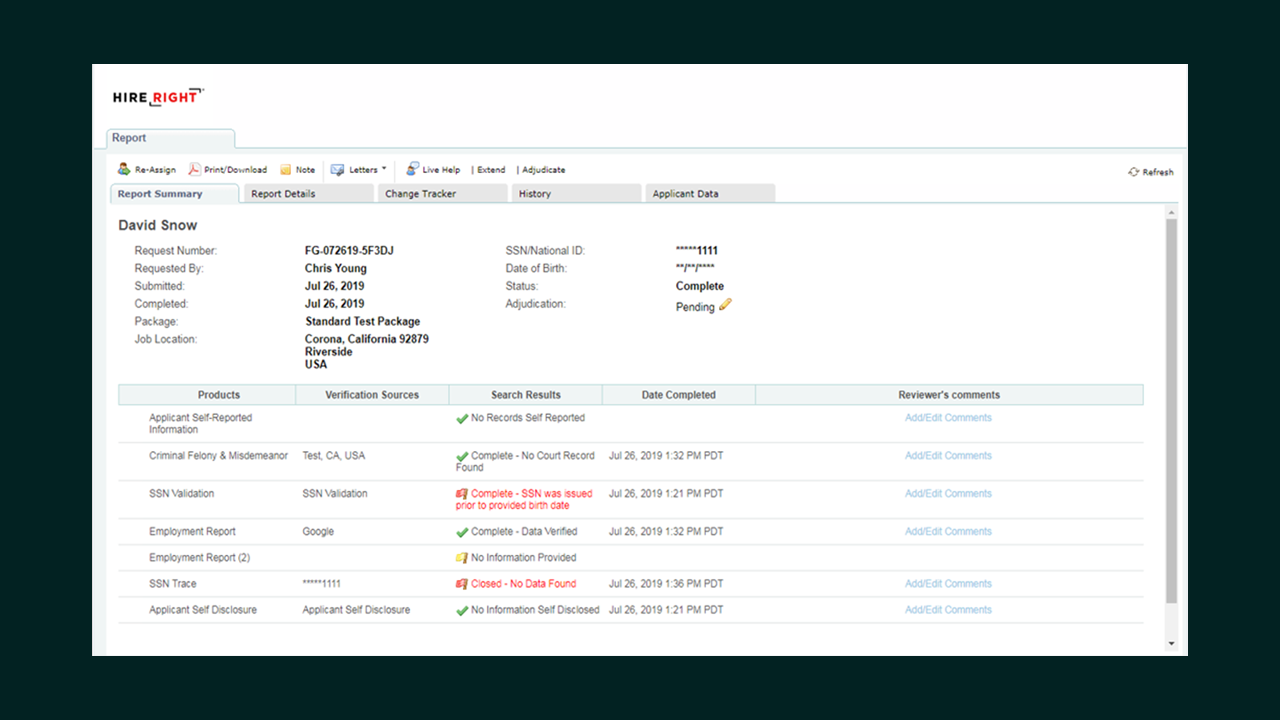 HIRE RIGHT
Report
Re-Assign Print/Download Note Letters Live Help | Extend | Adjudicate Refresh
Report Summary Report Details Change Tracker History Applicant Data
David Snow
Request Number: FG-072619-5F3DJ SSN/National ID: *****1111
Requested By: Chris Young Date of Birth: **/**/****
Submitted: Jul 26, 2019 Status: Complete
Completed: Jul 26, 2019 Adjudication: Pending
Package: Standard Test Package
Job Location: Corona, California 92879
Riverside
USA
Products Verification Sources Search Results Date Completed Reviewer's comments
Applicant Self-Reported No Records Self Reported Add/Edit Comments
Information
Criminal Felony & Misdemeanor Test, CA, USA Complete - No Court Record Jul 26, 2019 1:32 PM PDT Add/Edit Comments
Found
SSN Validation SSN Validation Complete - SSN was issued Jul 26, 2019 1:21 PM PDT Add/Edit Comments
prior to provided birth date
Employment Report Google Complete - Data Verified Jul 26, 2019 1:32 PM PDT Add/Edit Comments
Employment Report (2) No Information Provided
SSN Trace *****1111 Closed - No Data Found Jul 26, 2019 1:36 PM PDT Add/Edit Comments
Applicant Self Disclosure Applicant Self Disclosure No Information Self Disclosed Jul 26, 2019 1:21 PM PDT Add/Edit Comments